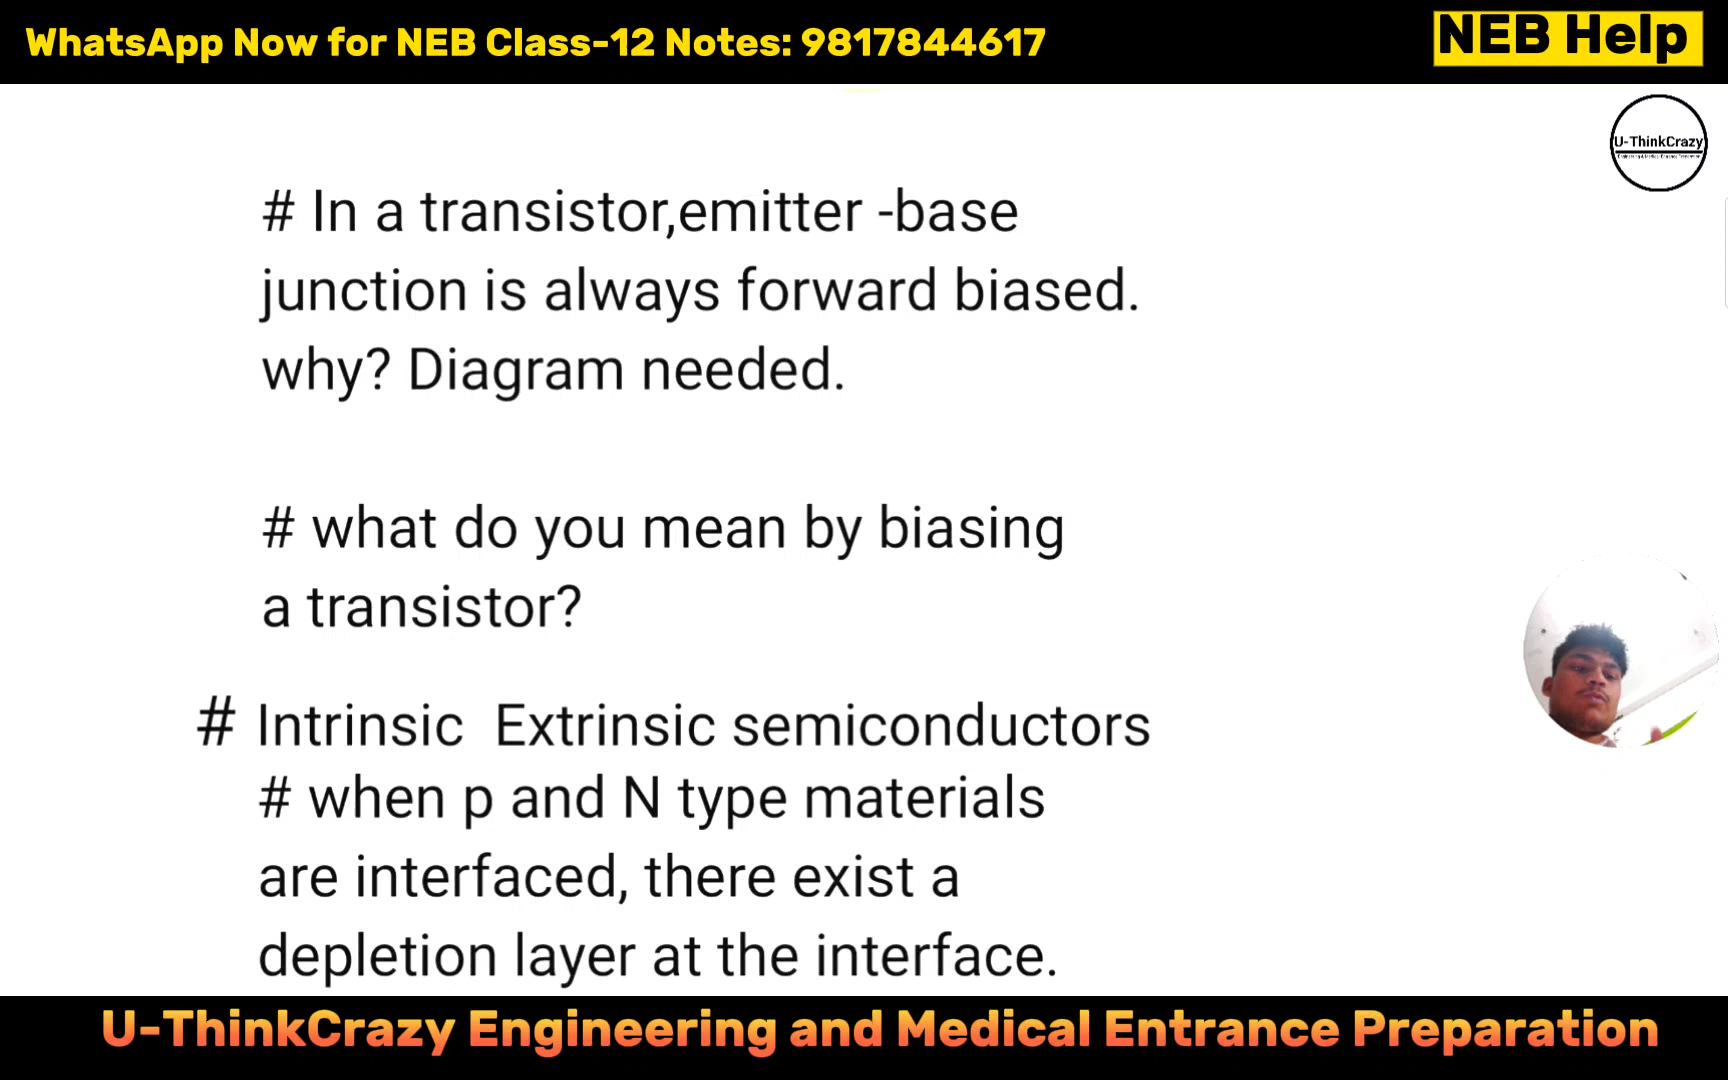 WhatsApp Now for NEB Class-12 Notes: 9817844617
NEB Help
U-ThinkCrazy
# In a transistor,emitter -base
junction is always forward biased.
why? Diagram needed.
# what do you mean by biasing
a transistor?
# Intrinsic  Extrinsic semiconductors
# when p and N type materials
are interfaced, there exist a
depletion layer at the interface.
U-ThinkCrazy Engineering and Medical Entrance Preparation